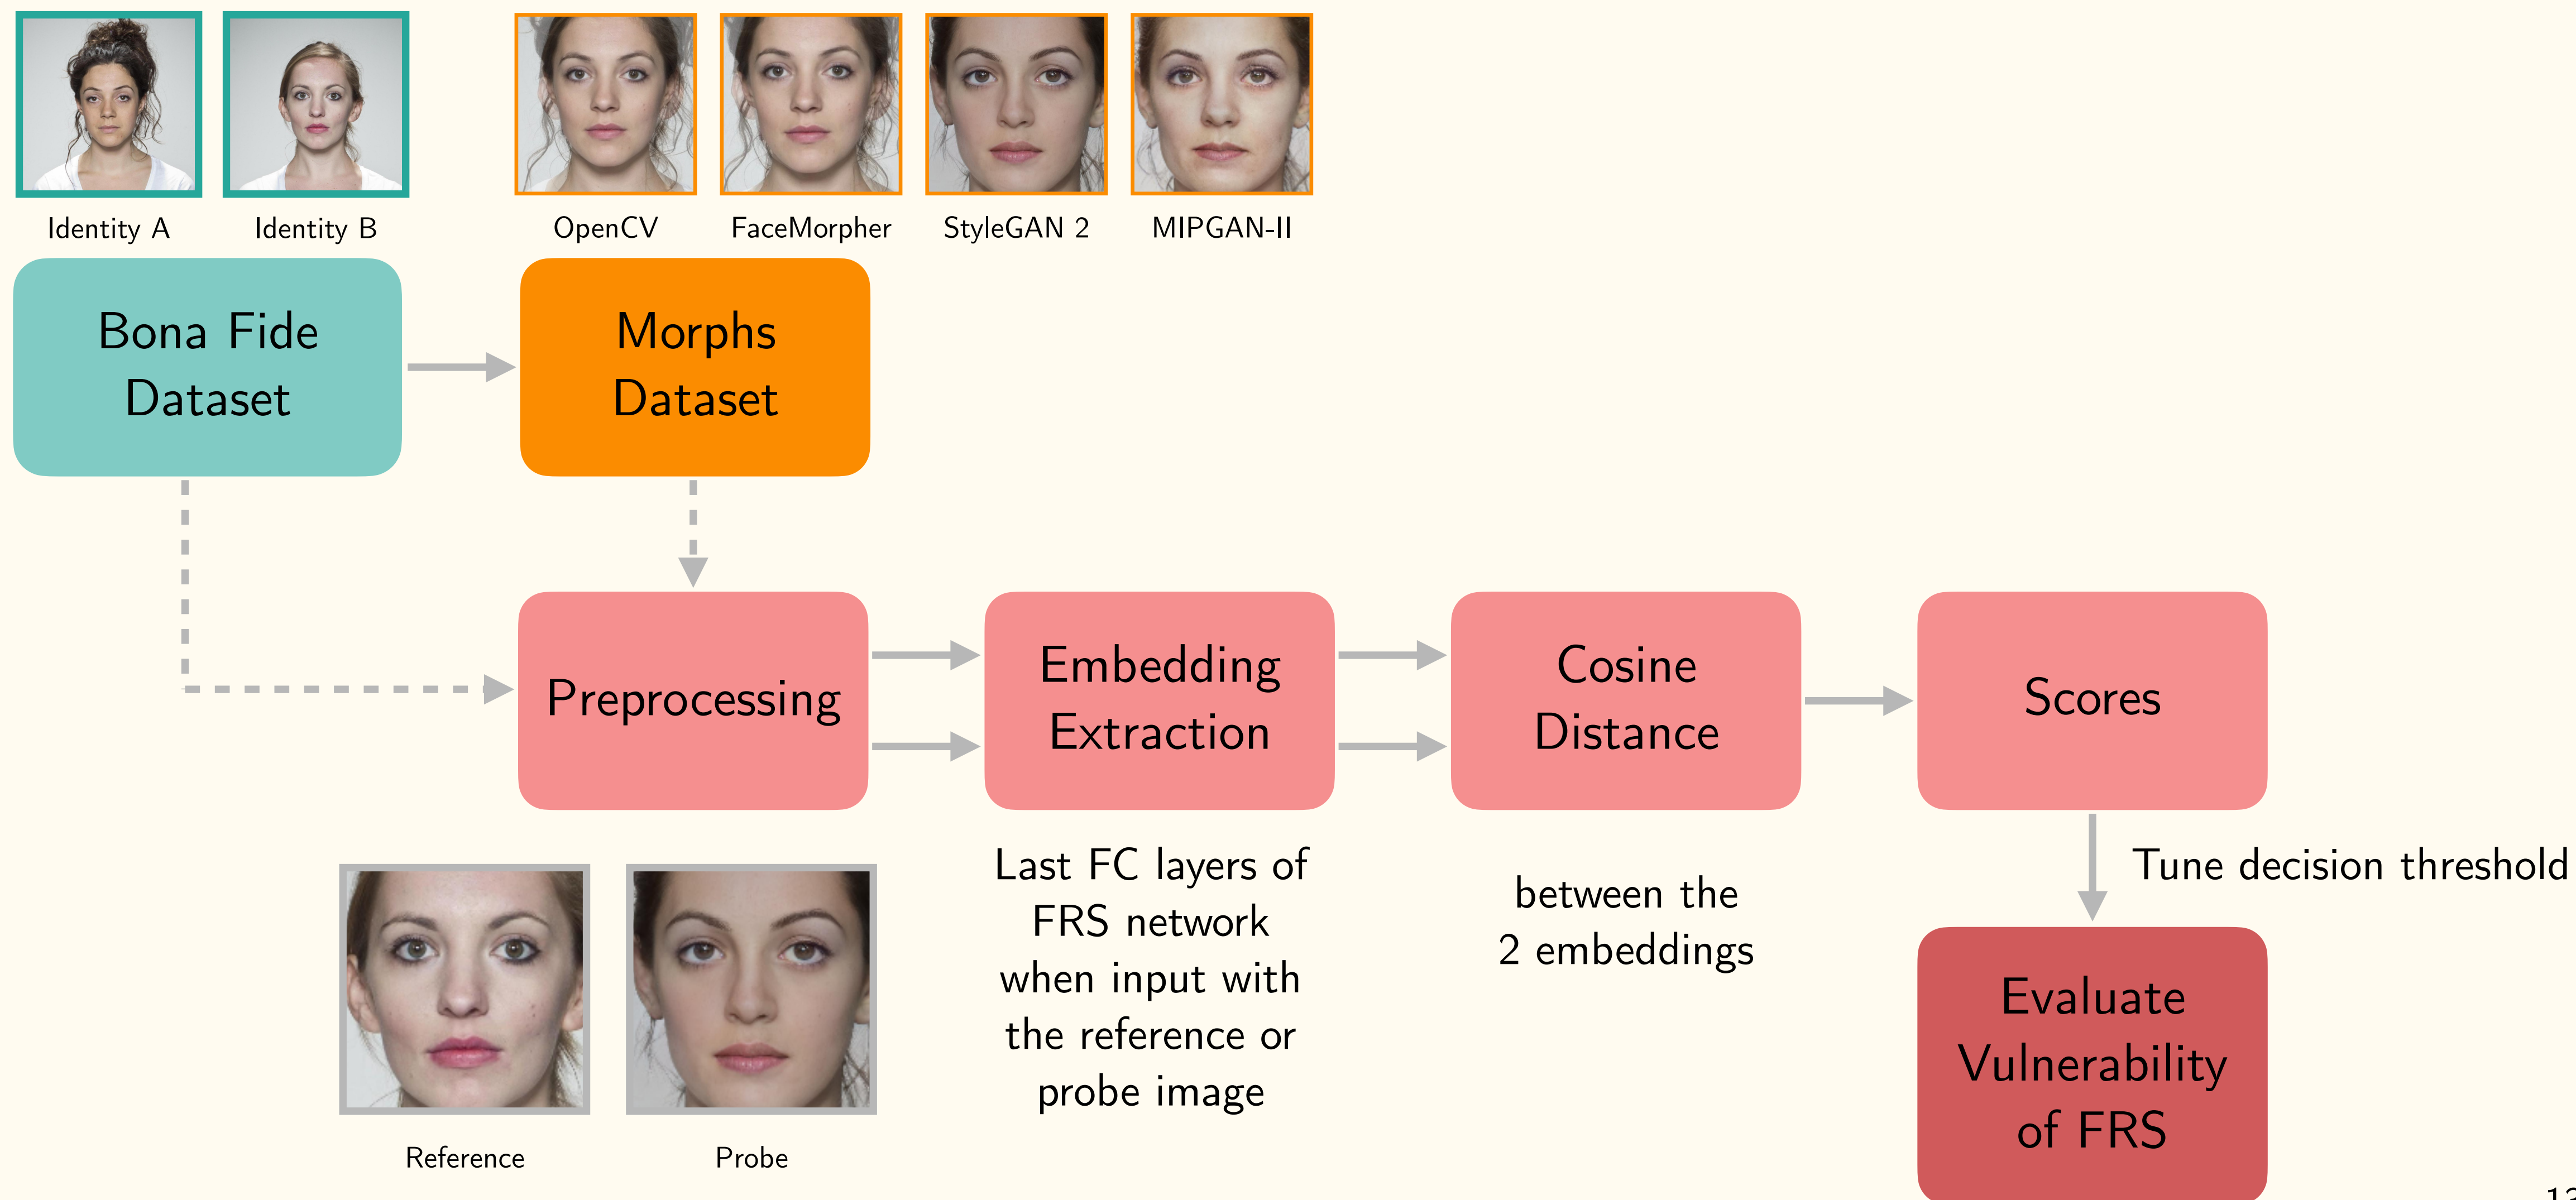 Identity A
Identity B
OpenCV
FaceMorpher
StyleGAN 2
MIPGAN-II
Bona Fide
Dataset
Morphs
Dataset
Preprocessing
Embedding
Extraction
Cosine
Distance
Scores
Last FC layers of
FRS network
when input with
the reference or
probe image
between the
2 embeddings
Tune decision threshold
Evaluate
Vulnerability
of FRS
Reference
Probe